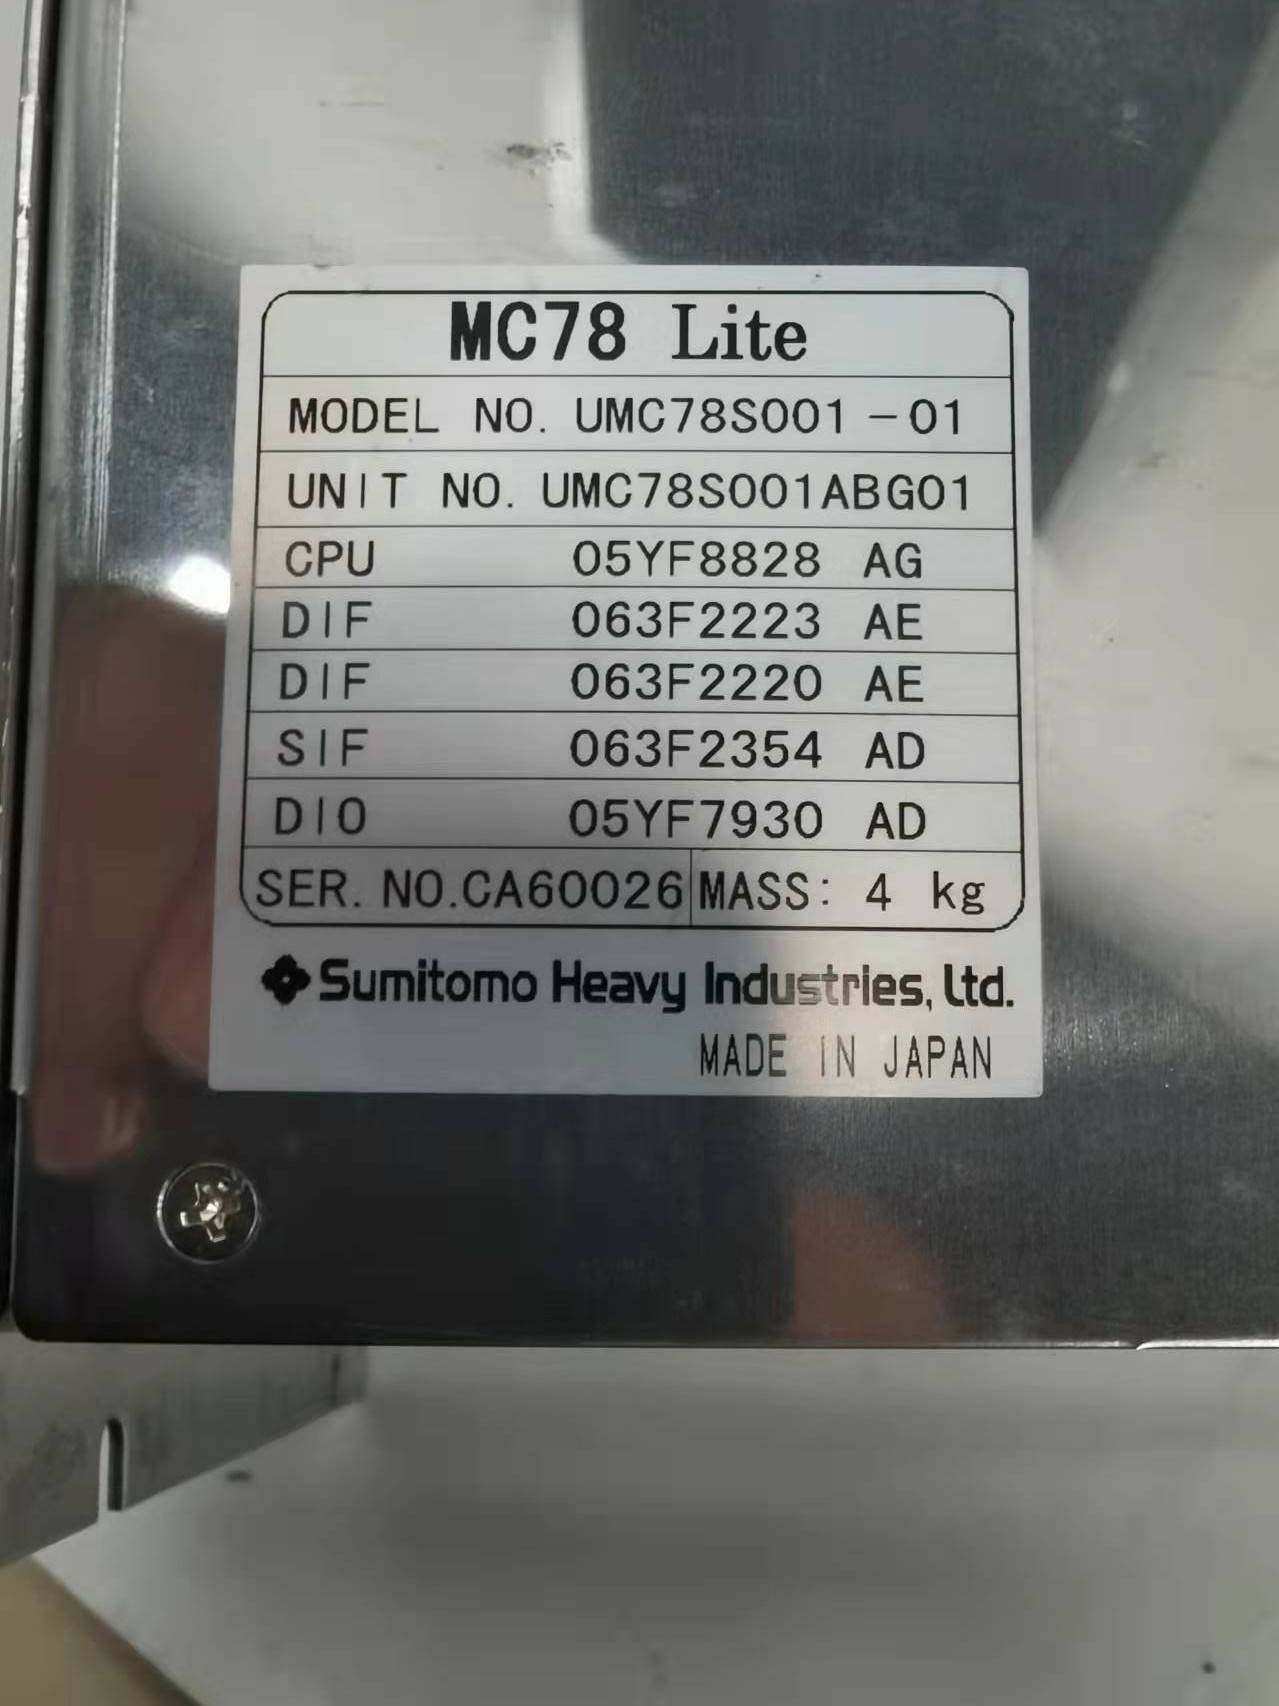 MC78 Lite
MODEL NO. UMC78S001-01
UNIT NO. UMC78S001ABG01
CPU 05YF8828 AG
DIF 063F2223 AE
DIF 063F2220 AE
SIF 063F2354 AD
DIO 05YF7930 AD
SER. NO.CA60026 MASS: 4 kg
Sumitomo Heavy Industries, Ltd.
MADE IN JAPAN